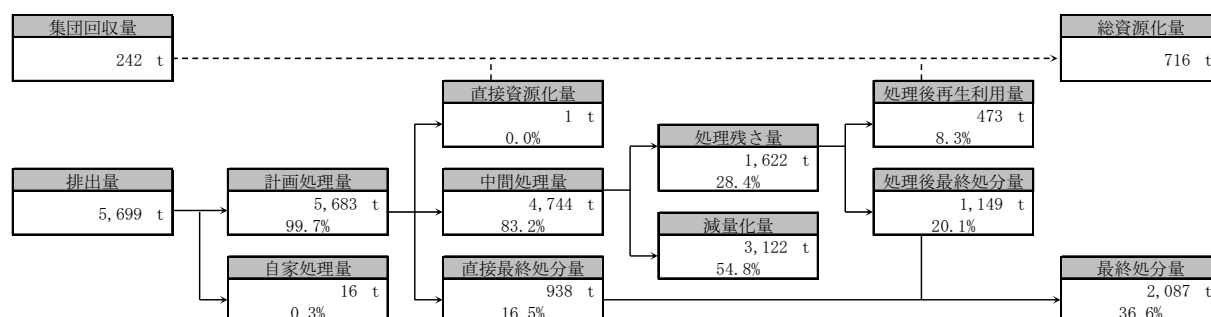 集団回収量
242 t
総資源化量
716 t
直接資源化量
1 t
0.0%
処理後再生利用量
473 t
8.3%
処理残さ量
1,622 t
28.4%
排出量
5,699 t
計画処理量
5,683 t
99.7%
中間処理量
4,744 t
83.2%
処理後最終処分量
1,149 t
20.1%
減量化量
3,122 t
54.8%
自家処理量
16 t
0.3%
直接最終処分量
938 t
16.5%
最終処分量
2,087 t
36.6%